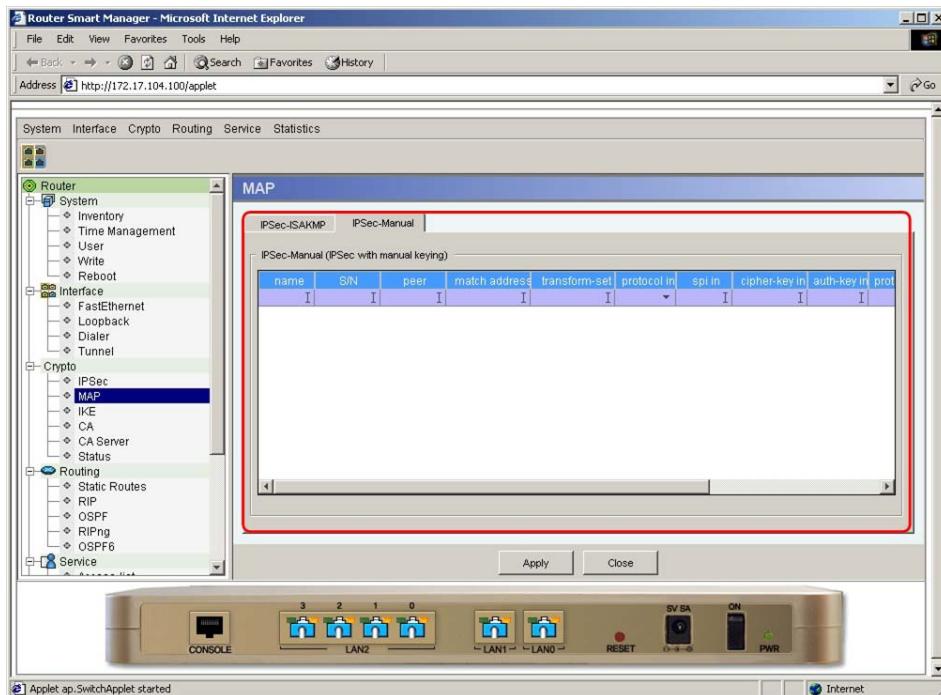 Router Smart Manager - Microsoft Internet Explorer
File Edit View Favorites Tools Help
Back Search Favorites History
Address http://172.17.104.100/applet Go
System Interface Crypto Routing Service Statistics
Router
System
Inventory
Time Management
User
Write
Reboot
Interface
FastEthernet
Loopback
Dialer
Tunnel
Crypto
IPSec
MAP
IKE
CA
CA Server
Status
Routing
Static Routes
RIP
OSPF
RIPng
OSPF6
Service
MAP
IPSec-ISAKMP IPSec-Manual
IPSec-Manual (IPSec with manual keying)
name S/N peer match address transform-set protocol in spi in cipher-key in auth-key in prot
Apply Close
3 2 1 0
CONSOLE LAN2 LAN1 LAN0 RESET 5V 5A ON PWR
Applet ap.SwitchApplet started Internet